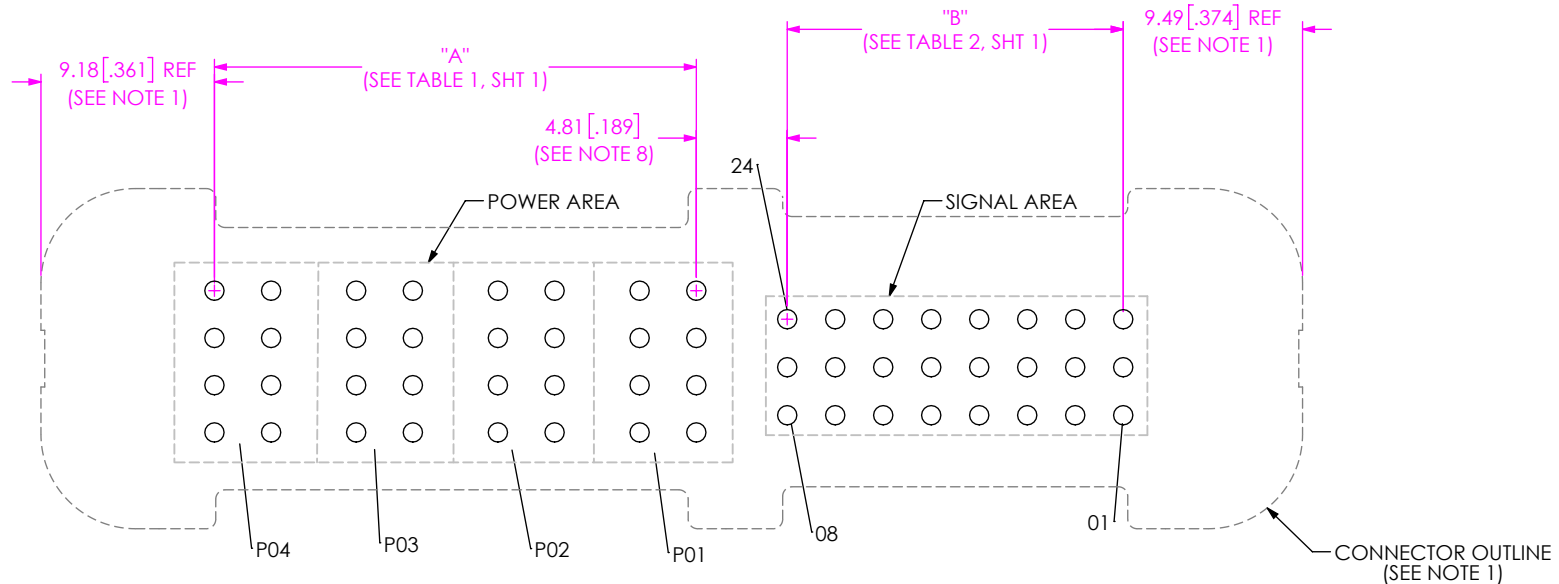 "B"
(SEE TABLE 2, SHT 1)
9.49[.374] REF
(SEE NOTE 1)
9.18[.361] REF
(SEE NOTE 1)
"A"
(SEE TABLE 1, SHT 1)
4.81[.189]
(SEE NOTE 8)
24
POWER AREA
SIGNAL AREA
P04
P03
P02
P01
08
01
CONNECTOR OUTLINE
(SEE NOTE 1)